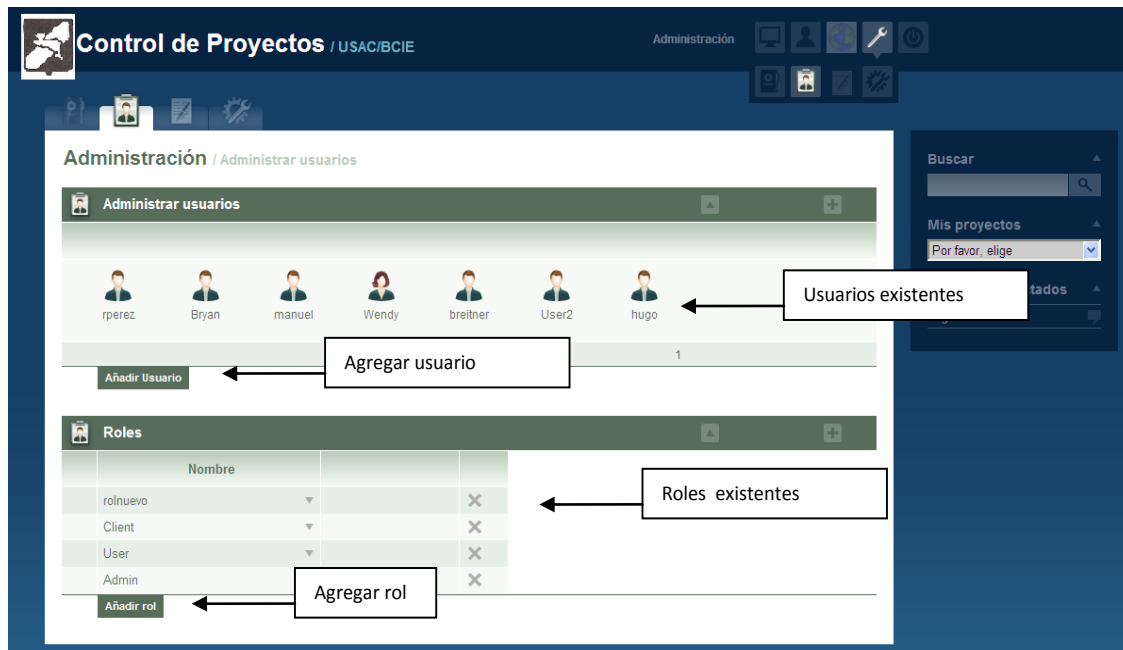 Control de Proyectos / USAC/BCIE
Administración
Administración / Administrar usuarios
Buscar
Administrar usuarios
Mis proyectos
Por favor, elige
rperez Bryan manuel Wendy breitner User2 hugo
Usuarios existentes
tados
1
Agregar usuario
Añadir Usuario
Roles
Nombre
rolnuevo
Roles existentes
Client
User
Admin
Agregar rol
Añadir rol